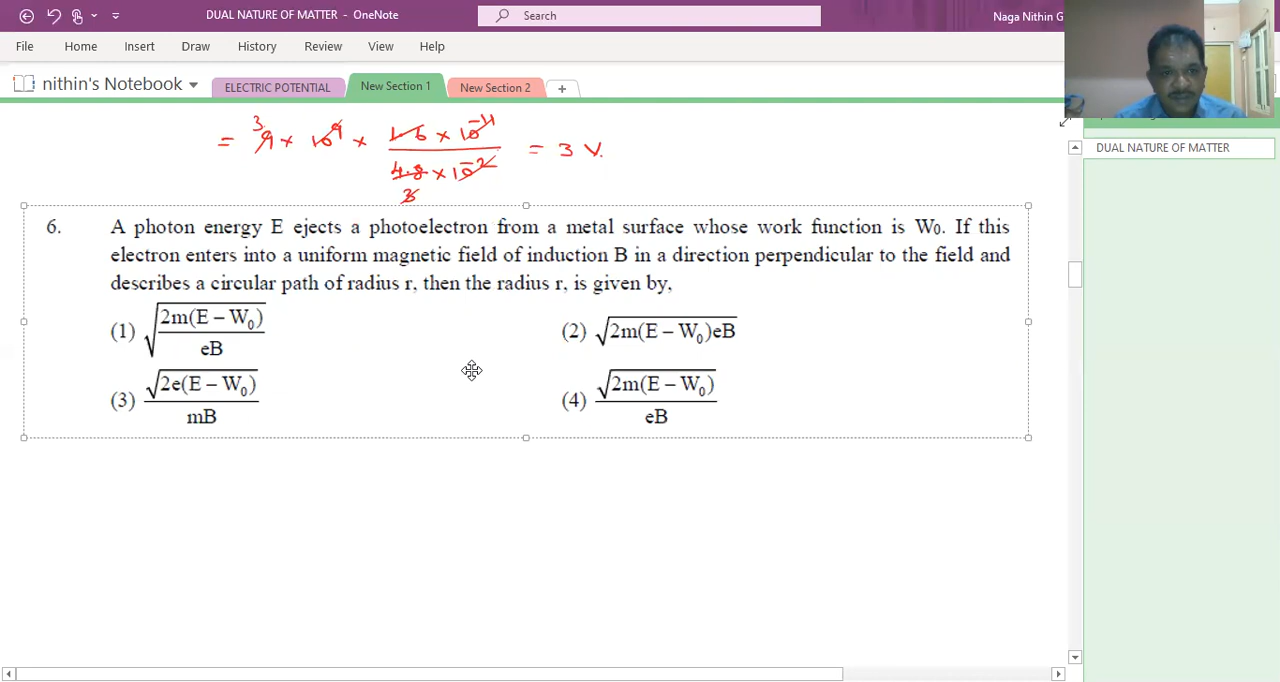 DUAL NATURE OF MATTER - OneNote
Search
Naga Nithin G
File Home Insert Draw History Review View Help
nithin's Notebook
ELECTRIC POTENTIAL
New Section 1
New Section 2
DUAL NATURE OF MATTER
= 9 3 × 10^9 × (1.6 × 10^-11) / (4.8 × 10^-2) 3 = 3 V.
6. A photon energy E ejects a photoelectron from a metal surface whose work function is W₀. If this
electron enters into a uniform magnetic field of induction B in a direction perpendicular to the field and
describes a circular path of radius r, then the radius r, is given by,
(1) √(2m(E – W₀) / eB) (2) √(2m(E – W₀)eB)
(3) √(2e(E – W₀)) / mB (4) √(2m(E – W₀)) / eB